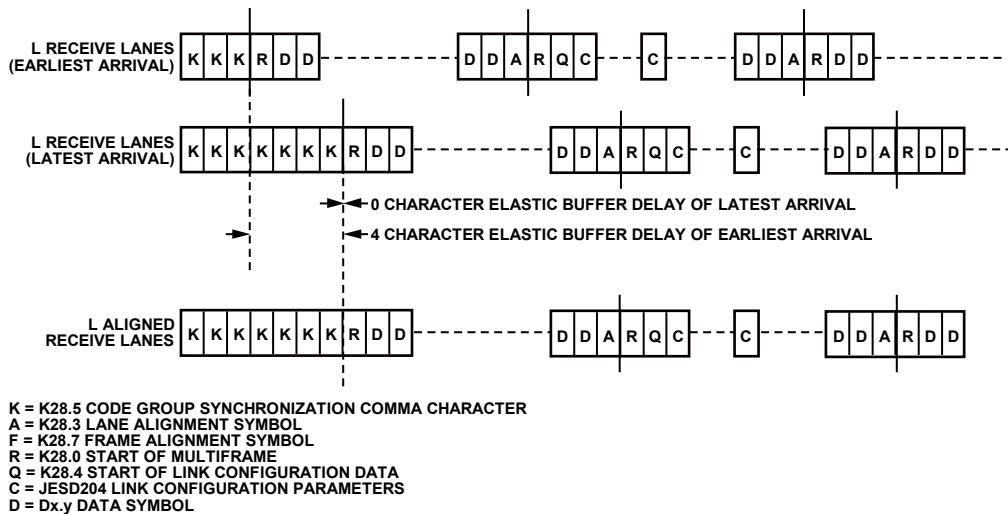 L RECEIVE LANES
(EARLIEST ARRIVAL)
K K K R D D
D D A R Q C
C
D D A R D D
L RECEIVE LANES
(LATEST ARRIVAL)
K K K K K K K R D D
D D A R Q C
C
D D A R D D
0 CHARACTER ELASTIC BUFFER DELAY OF LATEST ARRIVAL
4 CHARACTER ELASTIC BUFFER DELAY OF EARLIEST ARRIVAL
L ALIGNED
RECEIVE LANES
K K K K K K K R D D
D D A R Q C
C
D D A R D D
K = K28.5 CODE GROUP SYNCHRONIZATION COMMA CHARACTER
A = K28.3 LANE ALIGNMENT SYMBOL
F = K28.7 FRAME ALIGNMENT SYMBOL
R = K28.0 START OF MULTIFRAME
Q = K28.4 START OF LINK CONFIGURATION DATA
C = JESD204 LINK CONFIGURATION PARAMETERS
D = Dx.y DATA SYMBOL